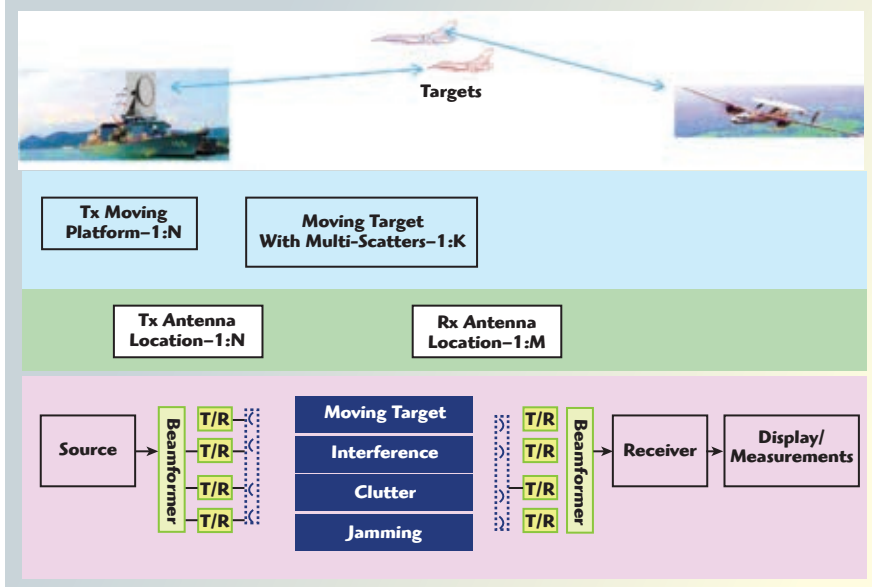 Targets
Tx Moving
Platform–1:N
Moving Target
With Multi-Scatters–1:K
Tx Antenna
Location–1:N
Rx Antenna
Location–1:M
Source
Beamformer
T/R
T/R
T/R
T/R
Moving Target
Interference
Clutter
Jamming
T/R
T/R
T/R
T/R
Beamformer
Receiver
Display/
Measurements